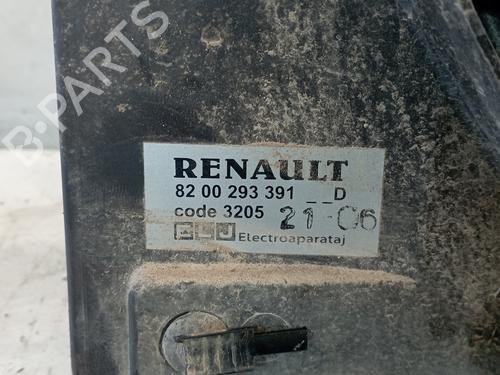 B-PARTS
RENAULT
82 00 293 391 __D
code 3205 21-06
Electroaparataj